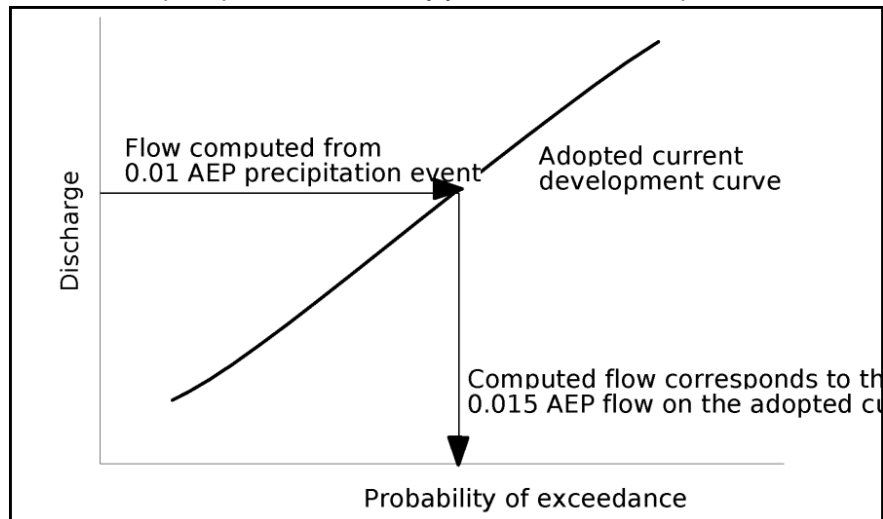 Flow computed from
0.01 AEP precipitation event
Adopted current
development curve
Discharge
Computed flow corresponds to th
0.015 AEP flow on the adopted cu
Probability of exceedance